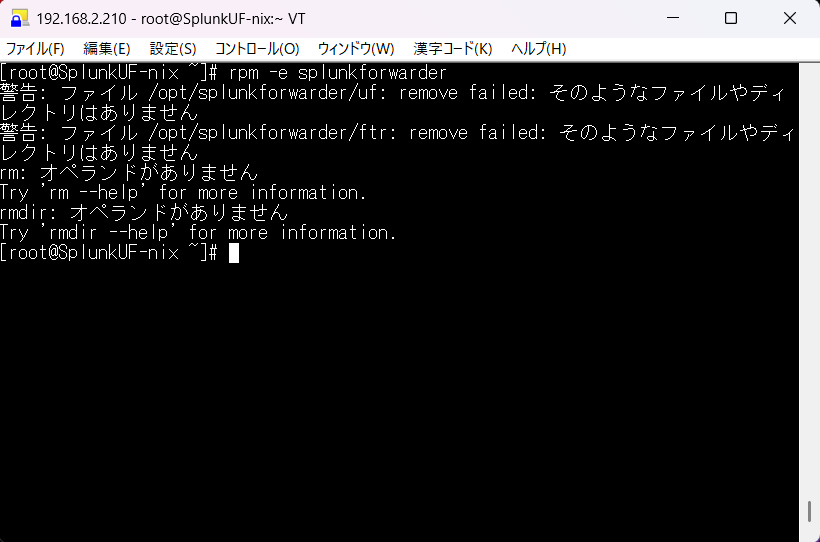 192.168.2.210 - root@SplunkUF-nix:~ VT
ファイル(F) 編集(E) 設定(S) コントロール(O) ウィンドウ(W) 漢字コード(K) ヘルプ(H)
[root@SplunkUF-nix ~]# rpm -e splunkforwarder
警告: ファイル /opt/splunkforwarder/uf: remove failed: そのようなファイルやディ
レクトリはありません
警告: ファイル /opt/splunkforwarder/ftr: remove failed: そのようなファイルやディ
レクトリはありません
rm: オペランドがありません
Try 'rm --help' for more information.
rmdir: オペランドがありません
Try 'rmdir --help' for more information.
[root@SplunkUF-nix ~]#